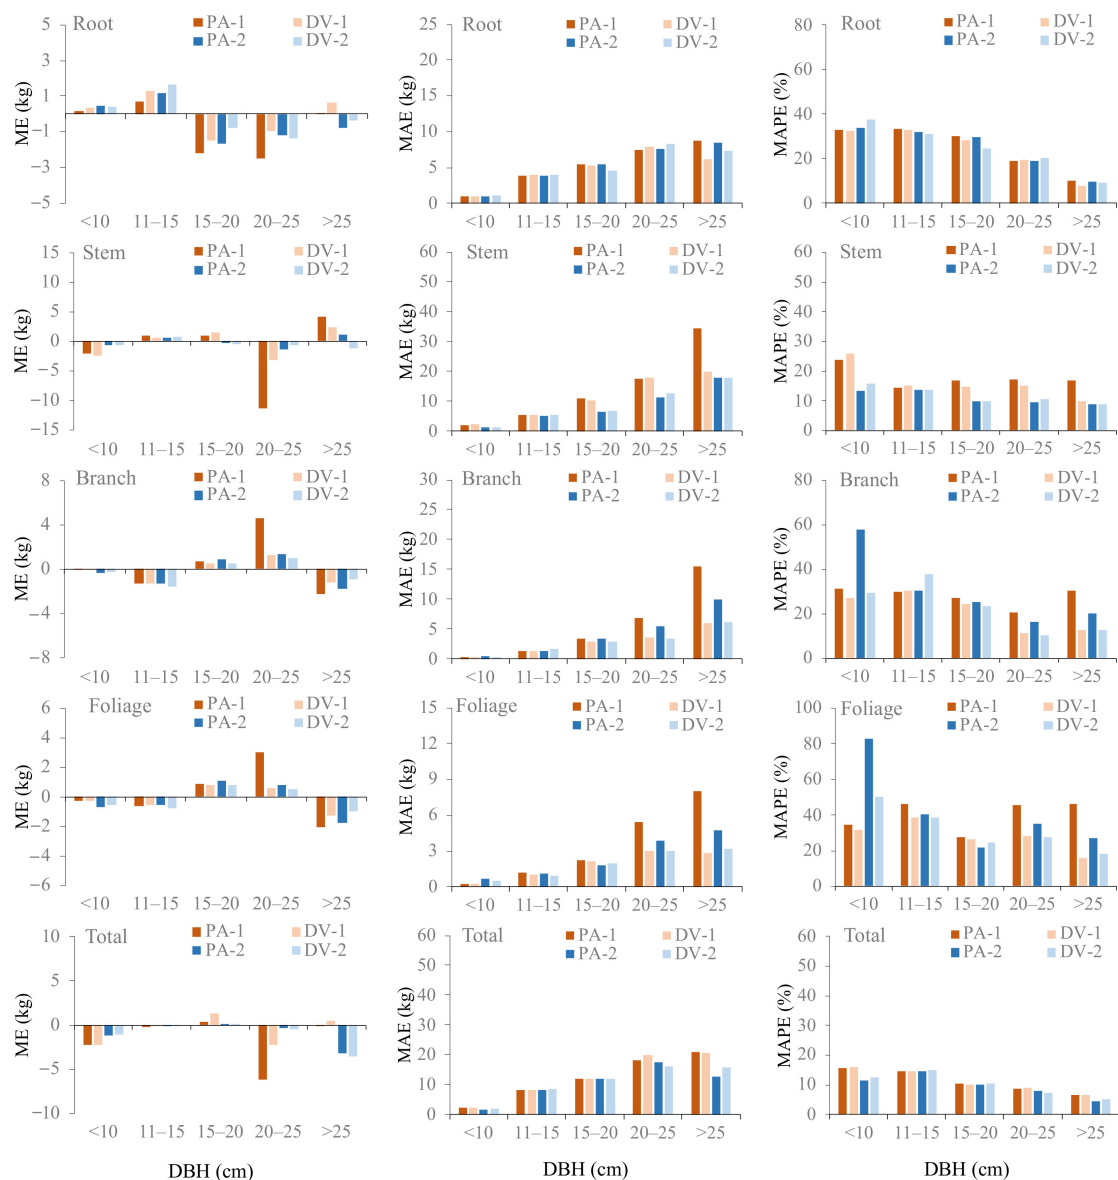 Root
PA-1 DV-1
PA-2 DV-2
ME (kg)
5
3
1
−1
−3
−5
<10 11–15 15–20 20–25 >25
Root
PA-1 DV-1
PA-2 DV-2
MAE (kg)
25
20
15
10
5
0
<10 11–15 15–20 20–25 >25
Root
PA-1 DV-1
PA-2 DV-2
MAPE (%)
80
60
40
20
0
<10 11–15 15–20 20–25 >25
Stem
PA-1 DV-1
PA-2 DV-2
ME (kg)
15
10
5
0
−5
−10
−15
<10 11–15 15–20 20–25 >25
Stem
PA-1 DV-1
PA-2 DV-2
MAE (kg)
60
50
40
30
20
10
0
<10 11–15 15–20 20–25 >25
Stem
PA-1 DV-1
PA-2 DV-2
MAPE (%)
60
50
40
30
20
10
0
<10 11–15 15–20 20–25 >25
Branch
PA-1 DV-1
PA-2 DV-2
ME (kg)
8
4
0
−4
−8
<10 11–15 15–20 20–25 >25
Branch
PA-1 DV-1
PA-2 DV-2
MAE (kg)
30
25
20
15
10
5
0
<10 11–15 15–20 20–25 >25
Branch
PA-1 DV-1
PA-2 DV-2
MAPE (%)
80
60
40
20
0
<10 11–15 15–20 20–25 >25
Foliage
PA-1 DV-1
PA-2 DV-2
ME (kg)
6
4
2
0
−2
−4
−6
<10 11–15 15–20 20–25 >25
Foliage
PA-1 DV-1
PA-2 DV-2
MAE (kg)
15
12
9
6
3
0
<10 11–15 15–20 20–25 >25
Foliage
PA-1 DV-1
PA-2 DV-2
MAPE (%)
100
80
60
40
20
0
<10 11–15 15–20 20–25 >25
Total
PA-1 DV-1
PA-2 DV-2
ME (kg)
10
5
0
−5
−10
<10 11–15 15–20 20–25 >25
DBH (cm)
Total
PA-1 DV-1
PA-2 DV-2
MAE (kg)
60
50
40
30
20
10
0
<10 11–15 15–20 20–25 >25
DBH (cm)
Total
PA-1 DV-1
PA-2 DV-2
MAPE (%)
60
50
40
30
20
10
0
<10 11–15 15–20 20–25 >25
DBH (cm)